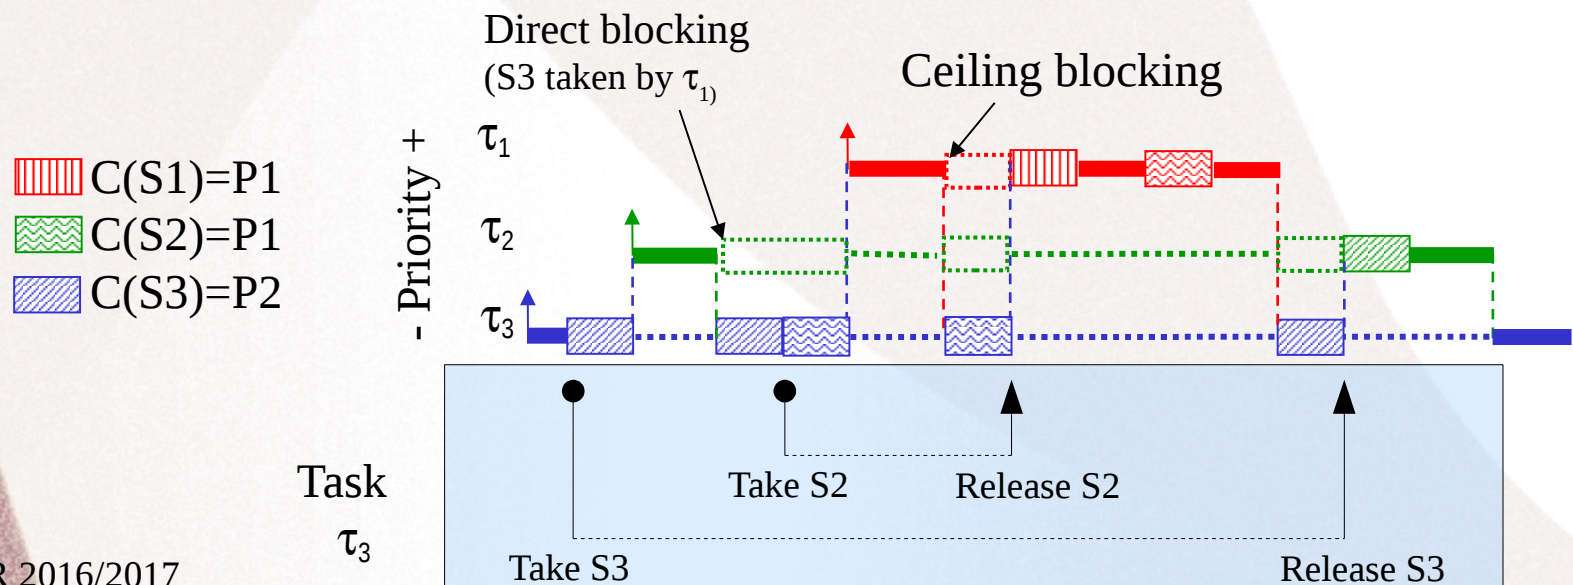 Direct blocking
(S3 taken by τ1)
Ceiling blocking
- Priority +
τ1
C(S1)=P1
τ2
C(S2)=P1
τ3
C(S3)=P2
Take S2
Release S2
Task
τ3
Take S3
Release S3
2016/2017